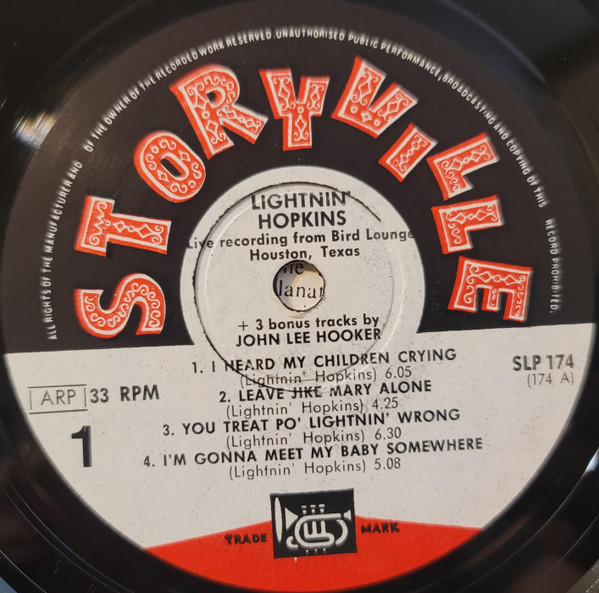 ALL RIGHTS OF THE MANUFACTURER AND OF THE OWNER OF THE RECORDED WORK RESERVED. UNAUTHORISED PUBLIC PERFORMANCE, BROADCASTING AND COPYING OF THIS RECORD PROHIBITED.
STORYVILLE
LIGHTNIN'
HOPKINS
Live recording from Bird Lounge
Houston, Texas
+ 3 bonus tracks by
JOHN LEE HOOKER
1. I HEARD MY CHILDREN CRYING
(Lightnin' Hopkins) 6.05
2. LEAVE JIKE MARY ALONE
(Lightnin' Hopkins) 4.25
3. YOU TREAT PO' LIGHTNIN' WRONG
(Lightnin' Hopkins) 6.30
4. I'M GONNA MEET MY BABY SOMEWHERE
(Lightnin' Hopkins) 5.08
SLP 174
(174 A)
ARP 33 RPM
1
TRADE MARK